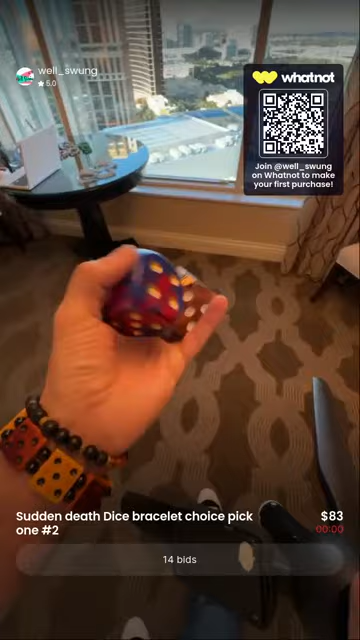 well_swung
★ 5.0
whatnot
Join @well_swung
on Whatnot to make
your first purchase!
Sudden death Dice bracelet choice pick
one #2
$83
00:00
14 bids